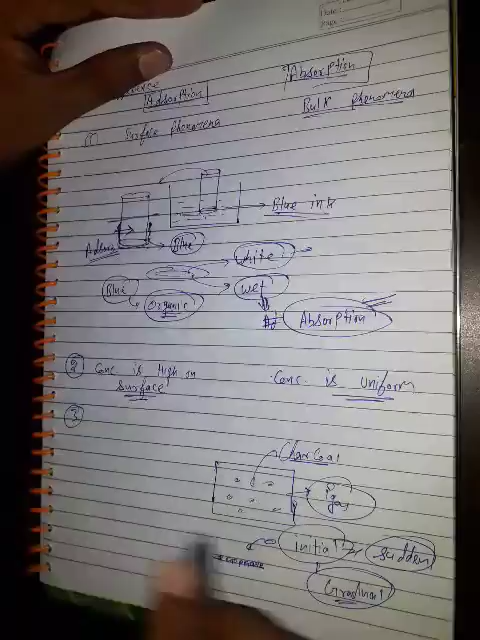 Adsorption
Absorption
① Surface phenomena
Bulk phenomena
Blue ink
Blue
White
Blue
Organic
wet
Absorption
② Conc is High on
Surface
Conc. is Uniform
③
Charcoal
gas
initial
Sudden
Gradual